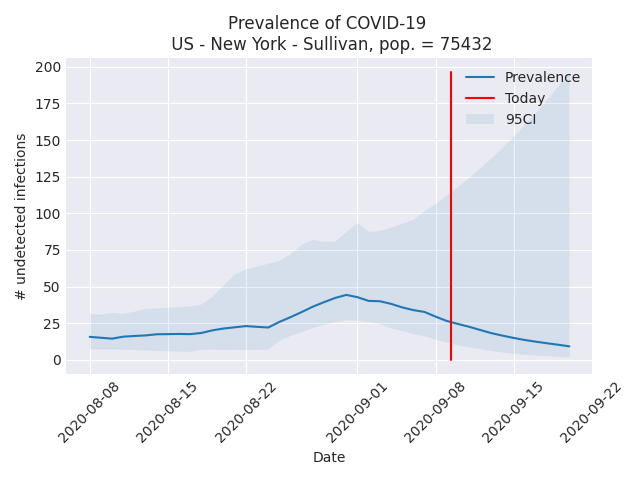 Prevalence of COVID-19
US - New York - Sullivan, pop. = 75432
Prevalence
Today
95CI
200
175
150
125
100
75
50
25
0
# undetected infections
2020-08-08
2020-08-15
2020-08-22
2020-09-01
2020-09-08
2020-09-15
2020-09-22
Date